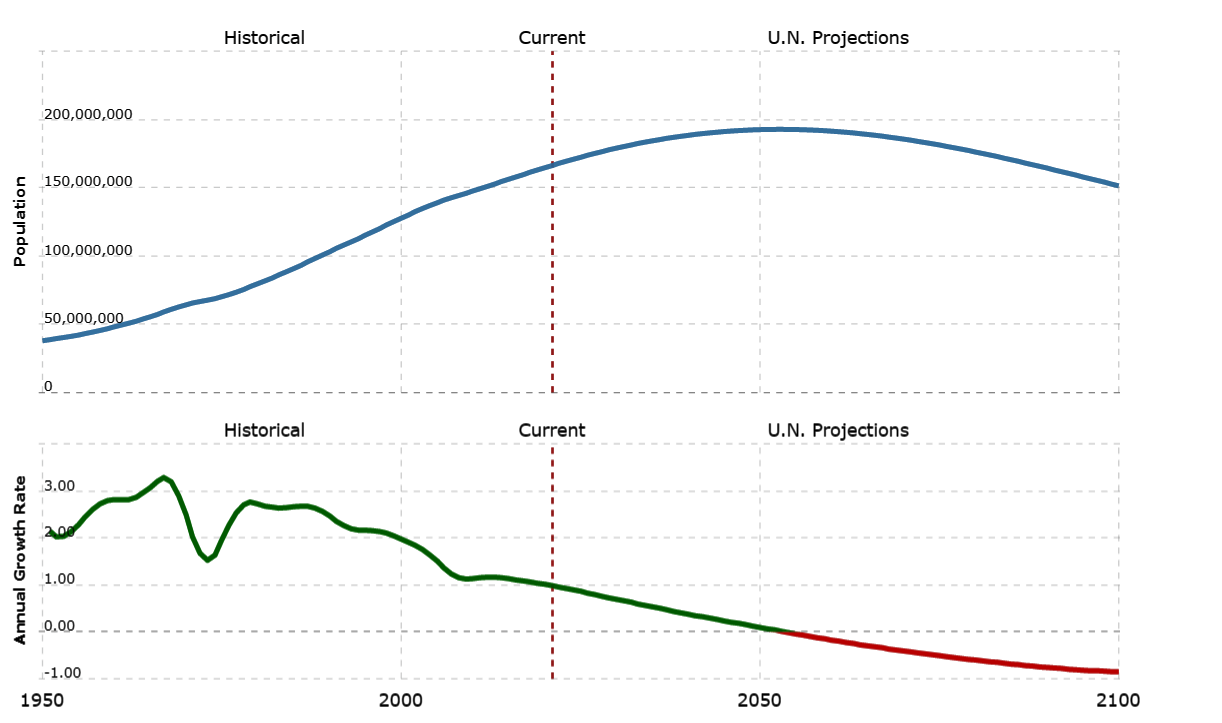 Historical Current U.N. Projections
200,000,000
150,000,000
100,000,000
50,000,000
0
Population
Historical Current U.N. Projections
3.00
2.00
1.00
0.00
-1.00
Annual Growth Rate
1950 2000 2050 2100